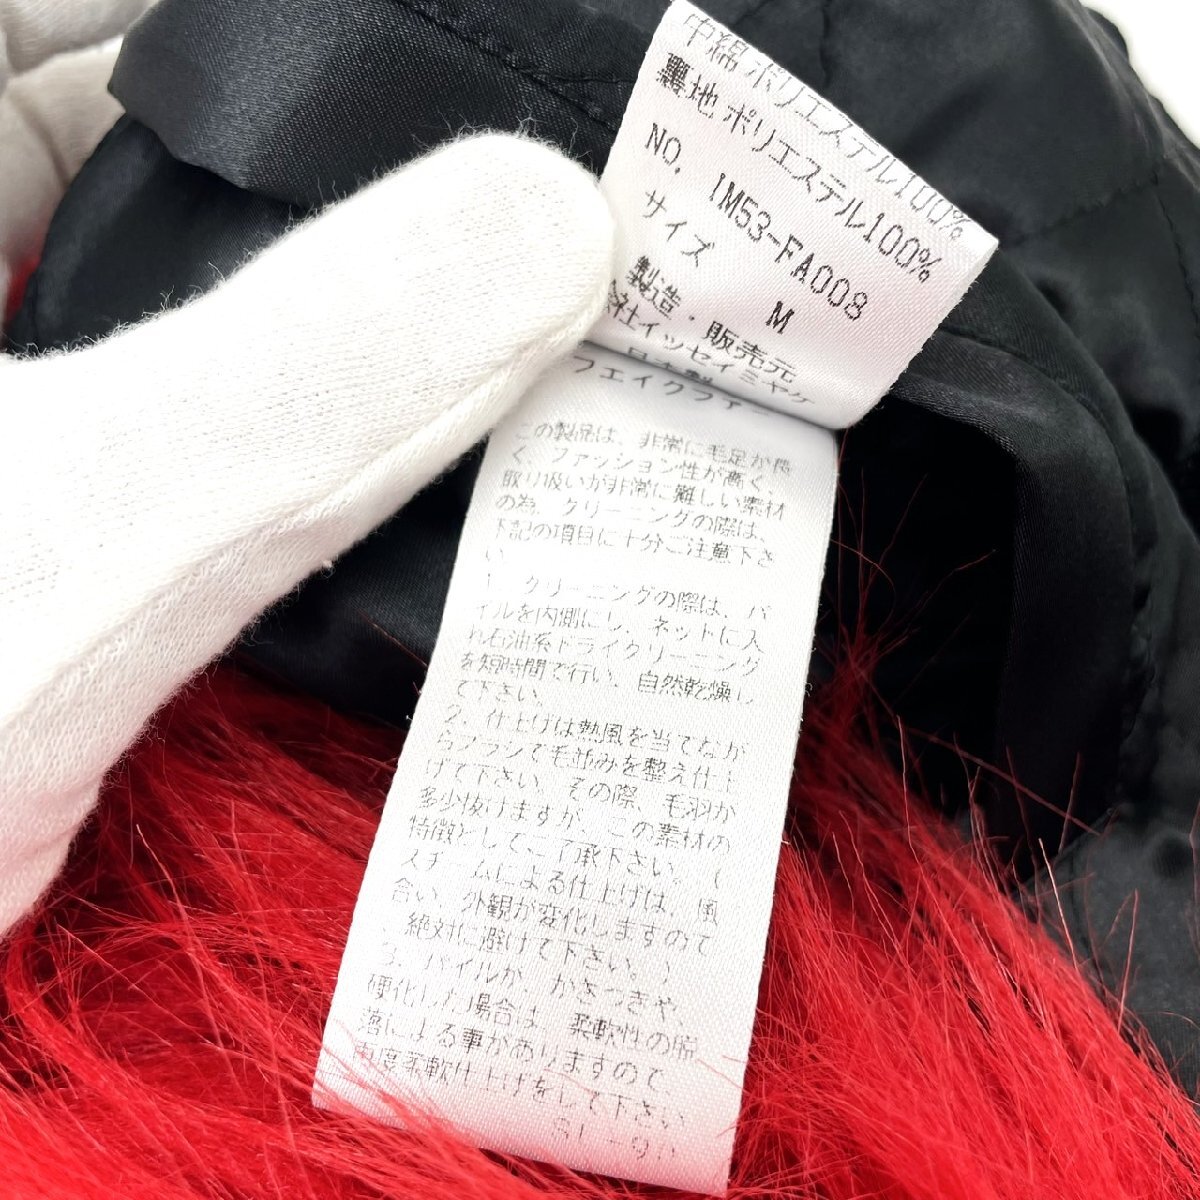 中綿 ポリエステル100%
裏地 ポリエステル100%
NO. IM53-FA008
サイズ M
製造・販売元
会社イッセイミヤケ
日本製
フェイクファー
この製品は、非常に毛足が長
く、ファッション性が高く
取り扱いが非常に難しい素材
の為、クリーニングの際は、
下記の項目に十分ご注意下さ
い。
1. クリーニングの際は、パ
イルを内側にし、ネットに入
れ石油系ドライクリーニング
を短時間で行い、自然乾燥し
て下さい。
2. 仕上げは熱風を当てなが
らブラシで毛並みを整え仕上
げて下さい。その際、毛羽が
多少抜けますが、この素材の
特徴としてご了承下さい。(
スチームによる仕上げは、風
合い、外観が変化しますので
、絶対に避けて下さい。)
3. パイルが、かさつきや、
硬化した場合は、柔軟性の脱
落による事がありますので、
再度柔軟仕上げをして下さい